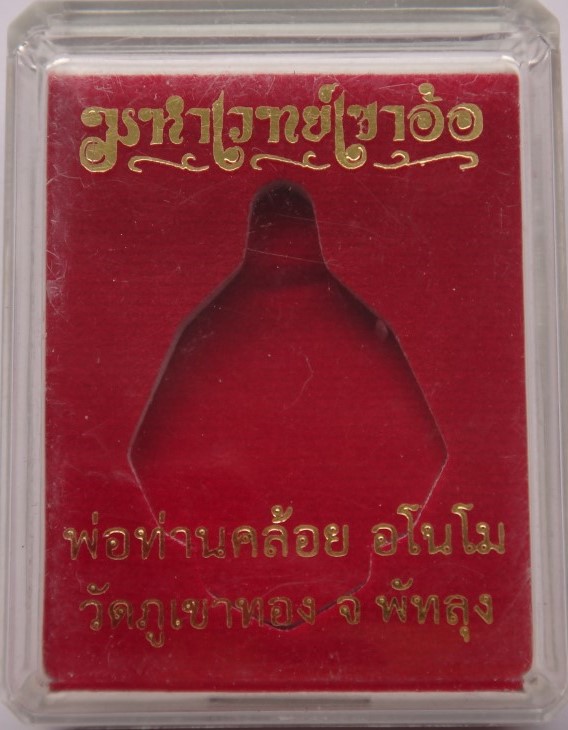 มหาเวทย์เขาอ้อ
พ่อท่านคล้อย อโนโม
วัดภูเขาทอง จ พัทลุง